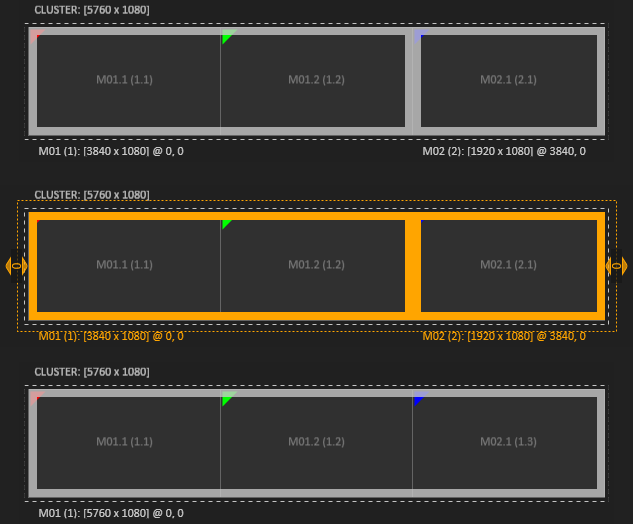 CLUSTER: [5760 x 1080]
M01.1 (1.1) M01.2 (1.2) M02.1 (2.1)
M01 (1): [3840 x 1080] @ 0, 0 M02 (2): [1920 x 1080] @ 3840, 0
CLUSTER: [5760 x 1080]
0 M01.1 (1.1) M01.2 (1.2) M02.1 (2.1) 0
M01 (1): [3840 x 1080] @ 0, 0 M02 (2): [1920 x 1080] @ 3840, 0
CLUSTER: [5760 x 1080]
M01.1 (1.1) M01.2 (1.2) M02.1 (1.3)
M01 (1): [5760 x 1080] @ 0, 0